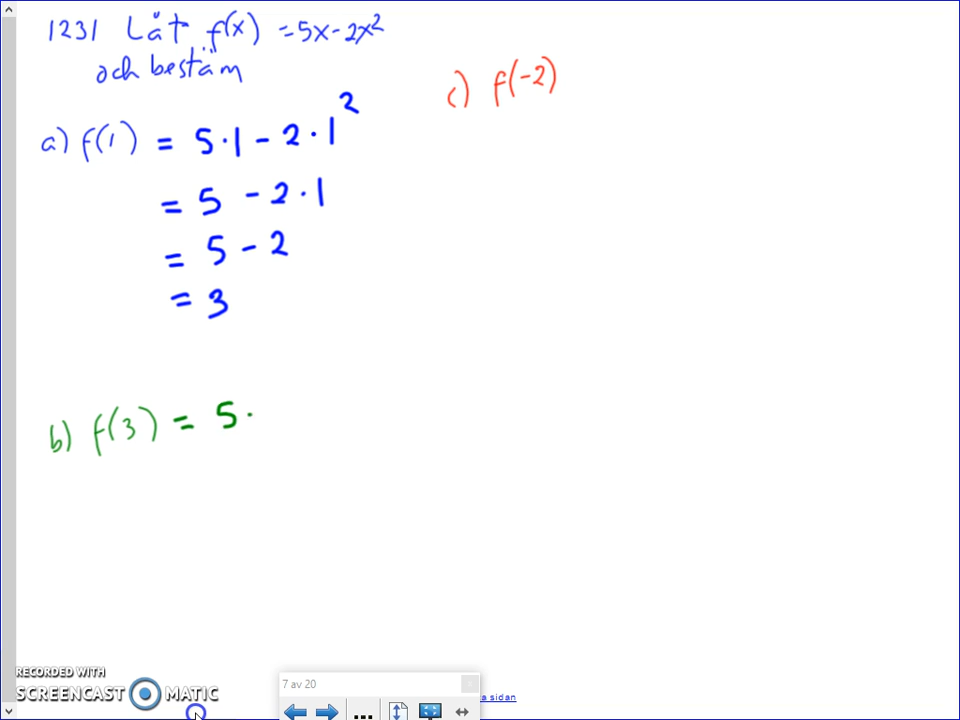 1231 Låt f(x) = 5x - 2x²
och bestäm
a) f(1) = 5·1 - 2·1²
= 5 - 2·1
= 5 - 2
= 3
b) f(3) = 5·
c) f(-2)
RECORDED WITH
SCREENCAST MATIC
7 av 20
a sidan